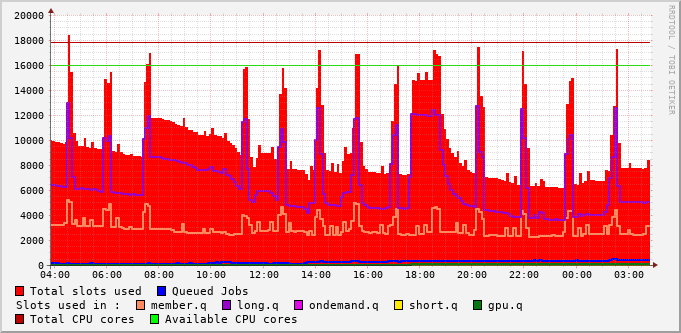 20000
18000
16000
14000
12000
10000
8000
6000
4000
2000
0
04:00 06:00 08:00 10:00 12:00 14:00 16:00 18:00 20:00 22:00 00:00 03:00
RRDTOOL / TOBI OETIKER
Total slots used Queued Jobs
Slots used in : member.q long.q ondemand.q short.q gpu.q
Total CPU cores Available CPU cores